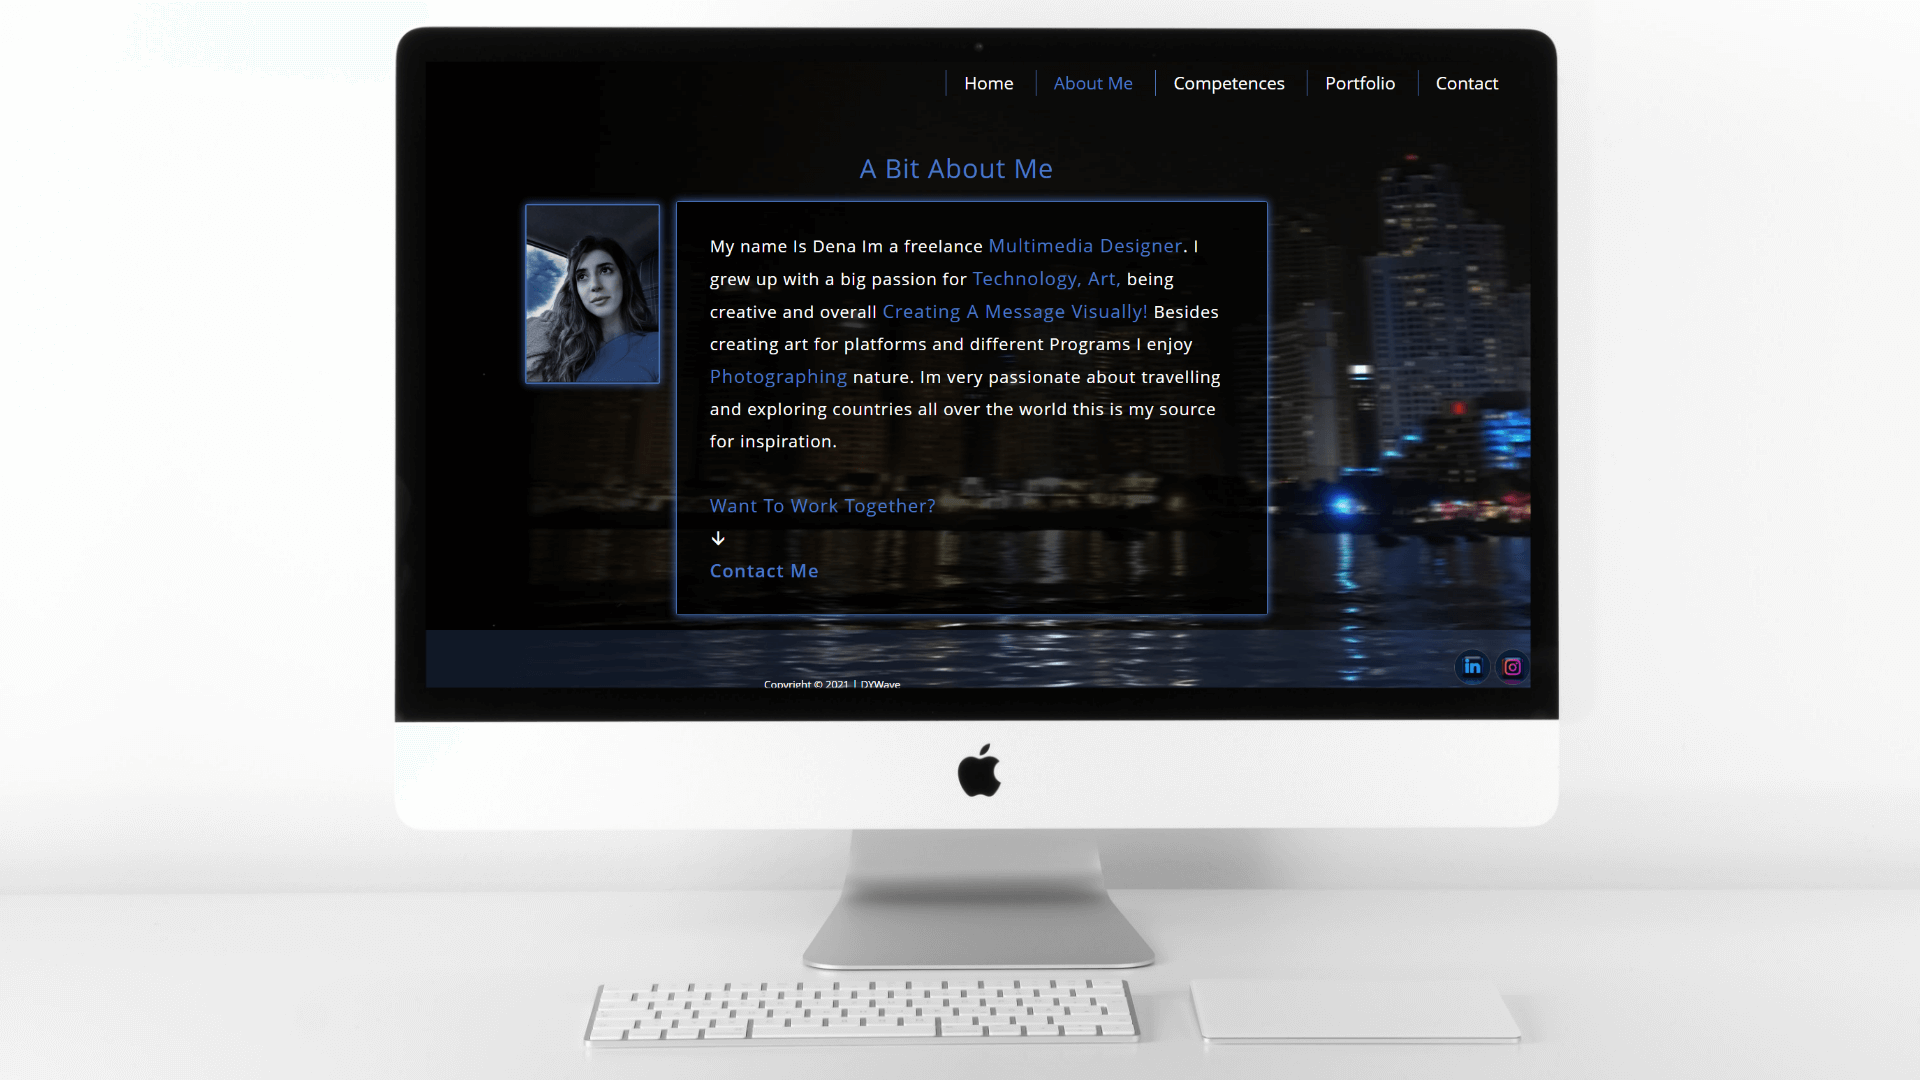 Home About Me Competences Portfolio Contact
A Bit About Me
My name Is Dena Im a freelance Multimedia Designer. I
grew up with a big passion for Technology, Art, being
creative and overall Creating A Message Visually! Besides
creating art for platforms and different Programs I enjoy
Photographing nature. Im very passionate about travelling
and exploring countries all over the world this is my source
for inspiration.
Want To Work Together?
Contact Me
in
Copyright © 2021 | DYWave